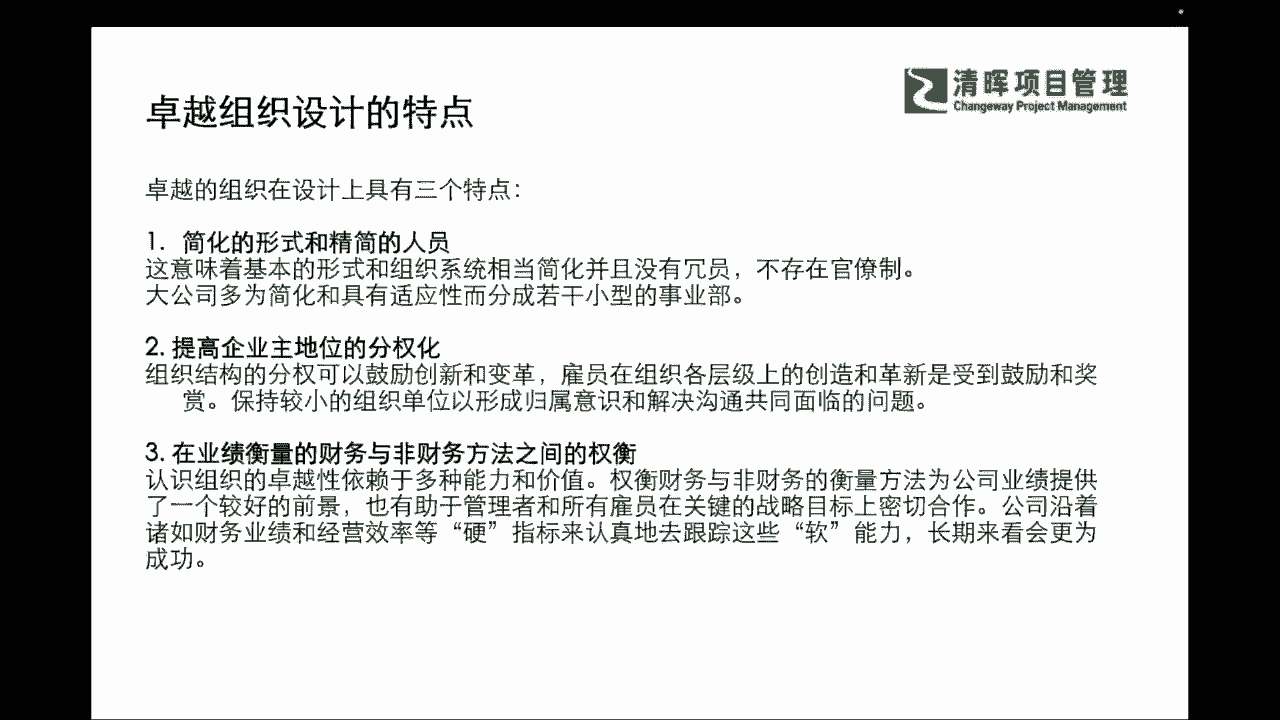 清晖项目管理
Changeway Project Management
卓越组织设计的特点
卓越的组织在设计上具有三个特点：
1. 简化的形式和精简的人员
这意味着基本的形式和组织系统相当简化并且没有冗员，不存在官僚制。
大公司多为简化和具有适应性而分成若干小型的事业部。
2. 提高企业主地位的分权化
组织结构的分权可以鼓励创新和变革，雇员在组织各层级上的创造和革新是受到鼓励和奖
赏。保持较小的组织单位以形成归属意识和解决沟通共同面临的问题。
3. 在业绩衡量的财务与非财务方法之间的权衡
认识组织的卓越性依赖于多种能力和价值。权衡财务与非财务的衡量方法为公司业绩提供
了一个较好的前景，也有助于管理者和所有雇员在关键的战略目标上密切合作。公司沿着
诸如财务业绩和经营效率等“硬”指标来认真地去跟踪这些“软”能力，长期来看会更为
成功。